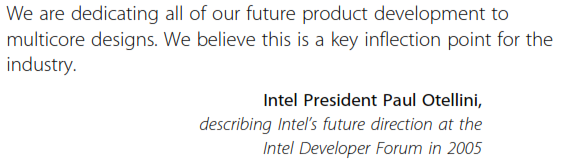 We are dedicating all of our future product development to
multicore designs. We believe this is a key inflection point for the
industry.
Intel President Paul Otellini,
describing Intel's future direction at the
Intel Developer Forum in 2005